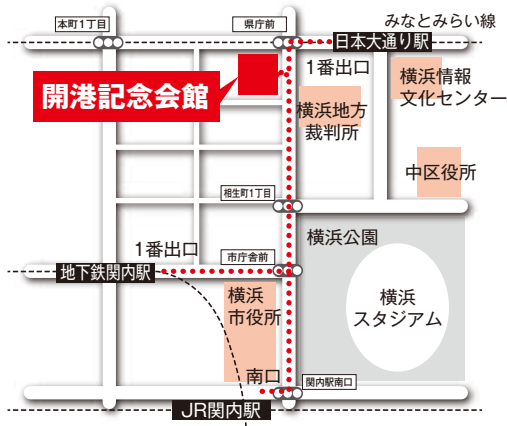 みなとみらい線
本町1丁目
県庁前
日本大通り駅
1番出口
開港記念会館
横浜情報
文化センター
横浜地方
裁判所
中区役所
相生町1丁目
横浜公園
1番出口
市庁舎前
地下鉄関内駅
横浜
市役所
横浜
スタジアム
南口
関内駅南口
JR関内駅